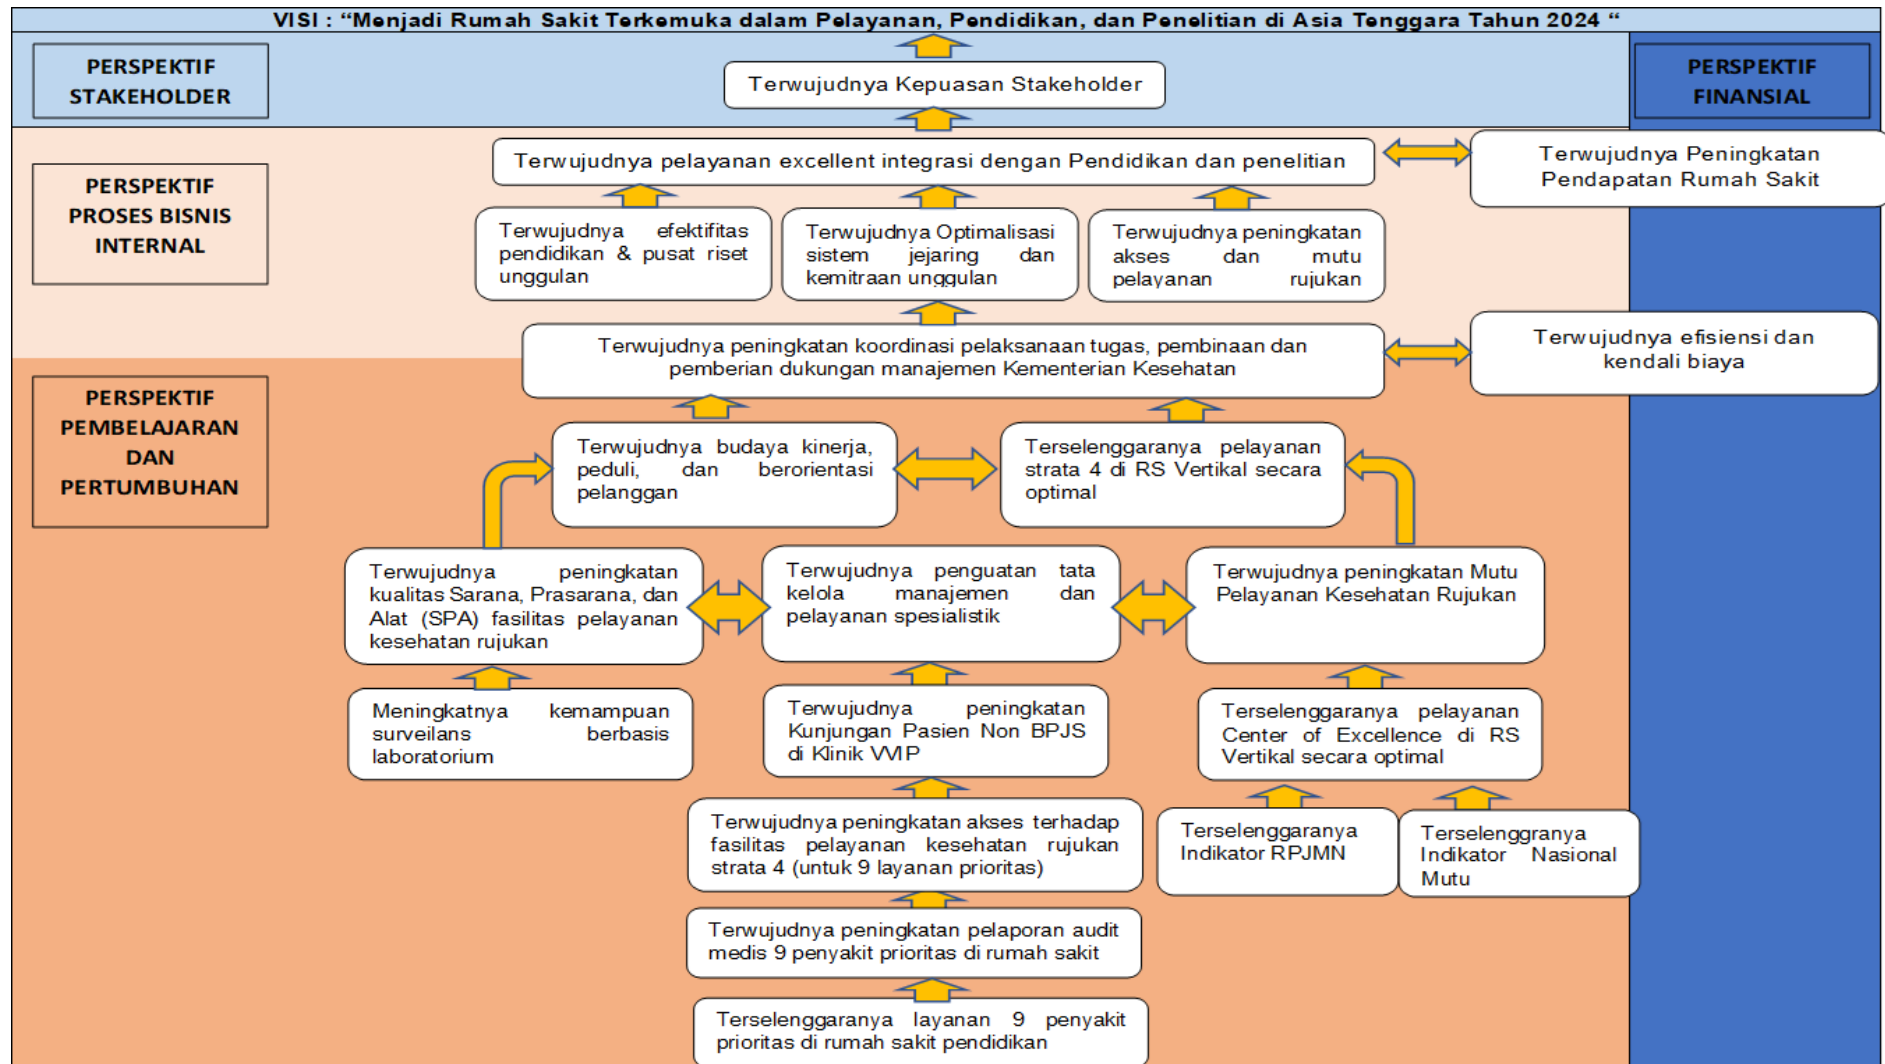 VISI : “Menjadi Rumah Sakit Terkemuka dalam Pelayanan, Pendidikan, dan Penelitian di Asia Tenggara Tahun 2024 “
PERSPEKTIF
STAKEHOLDER
Terwujudnya Kepuasan Stakeholder
PERSPEKTIF
FINANSIAL
PERSPEKTIF
PROSES BISNIS
INTERNAL
Terwujudnya pelayanan excellent integrasi dengan Pendidikan dan penelitian
Terwujudnya Peningkatan
Pendapatan Rumah Sakit
Terwujudnya efektifitas
pendidikan & pusat riset
unggulan
Terwujudnya Optimalisasi
sistem jejaring dan
kemitraan unggulan
Terwujudnya peningkatan
akses dan mutu
pelayanan rujukan
Terwujudnya peningkatan koordinasi pelaksanaan tugas, pembinaan dan
pemberian dukungan manajemen Kementerian Kesehatan
Terwujudnya efisiensi dan
kendali biaya
PERSPEKTIF
PEMBELAJARAN
DAN
PERTUMBUHAN
Terwujudnya budaya kinerja,
peduli, dan berorientasi
pelanggan
Terselenggaranya pelayanan
strata 4 di RS Vertikal secara
optimal
Terwujudnya peningkatan
kualitas Sarana, Prasarana, dan
Alat (SPA) fasilitas pelayanan
kesehatan rujukan
Terwujudnya penguatan tata
kelola manajemen dan
pelayanan spesialistik
Terwujudnya peningkatan Mutu
Pelayanan Kesehatan Rujukan
Meningkatnya kemampuan
surveilans berbasis
laboratorium
Terwujudnya peningkatan
Kunjungan Pasien Non BPJS
di Klinik VVIP
Terselenggaranya pelayanan
Center of Excellence di RS
Vertikal secara optimal
Terwujudnya peningkatan akses terhadap
fasilitas pelayanan kesehatan rujukan
strata 4 (untuk 9 layanan prioritas)
Terselenggaranya
Indikator RPJMN
Terselenggranya
Indikator Nasional
Mutu
Terwujudnya peningkatan pelaporan audit
medis 9 penyakit prioritas di rumah sakit
Terselenggaranya layanan 9 penyakit
prioritas di rumah sakit pendidikan